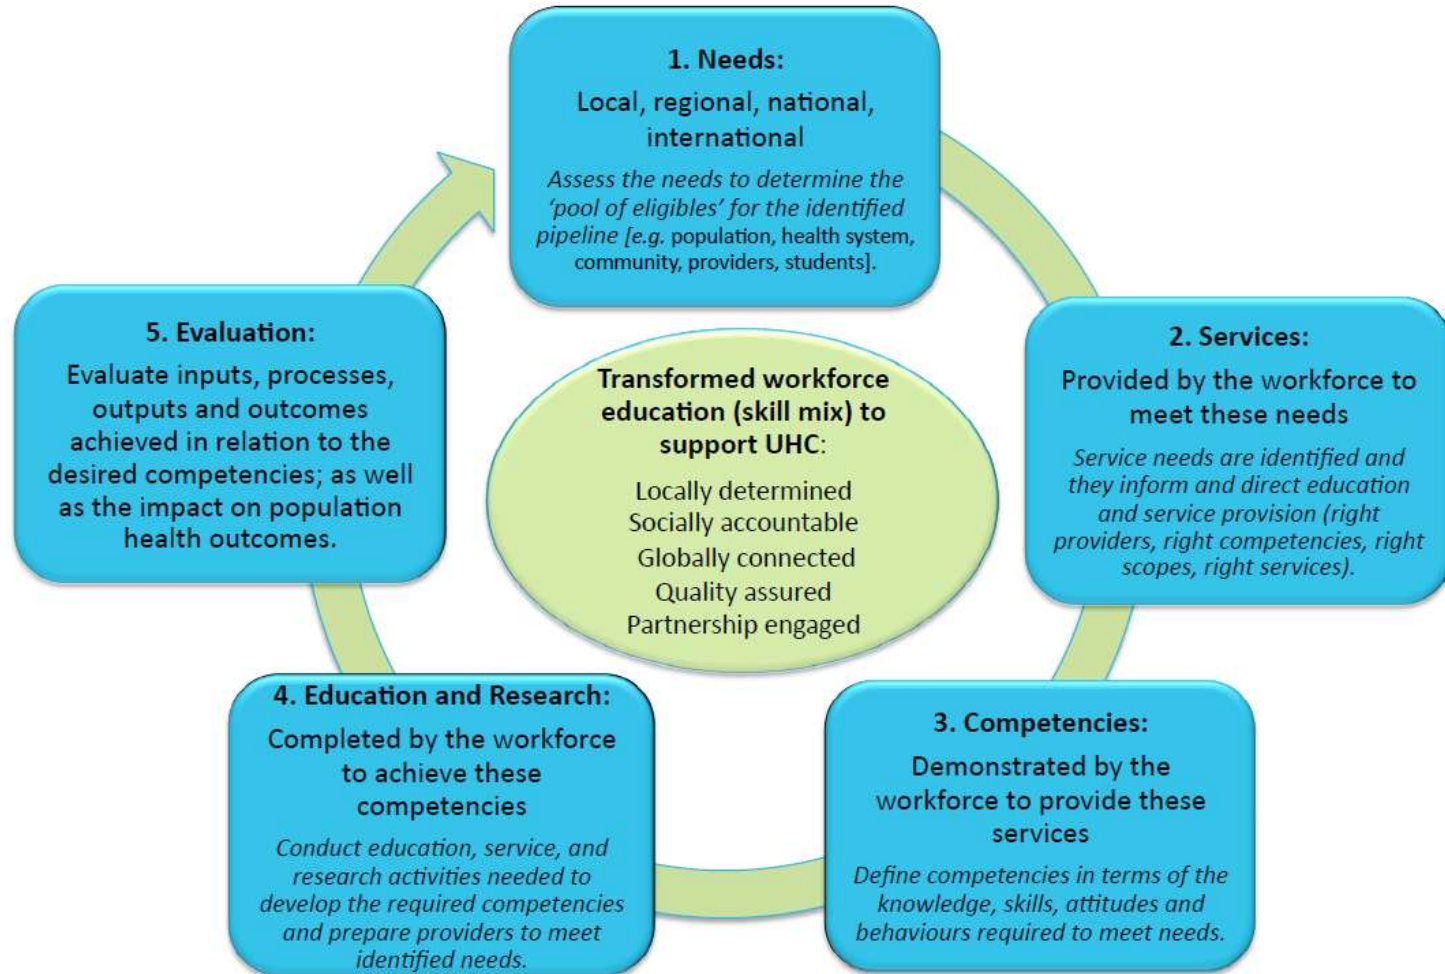 1. Needs:
Local, regional, national,
international
Assess the needs to determine the
‘pool of eligibles’ for the identified
pipeline [e.g. population, health system,
community, providers, students].
2. Services:
Provided by the workforce to
meet these needs
Service needs are identified and
they inform and direct education
and service provision (right
providers, right competencies, right
scopes, right services).
3. Competencies:
Demonstrated by the
workforce to provide these
services
Define competencies in terms of the
knowledge, skills, attitudes and
behaviours required to meet needs.
4. Education and Research:
Completed by the workforce
to achieve these
competencies
Conduct education, service, and
research activities needed to
develop the required competencies
and prepare providers to meet
identified needs.
5. Evaluation:
Evaluate inputs, processes,
outputs and outcomes
achieved in relation to the
desired competencies; as well
as the impact on population
health outcomes.
Transformed workforce
education (skill mix) to
support UHC:
Locally determined
Socially accountable
Globally connected
Quality assured
Partnership engaged